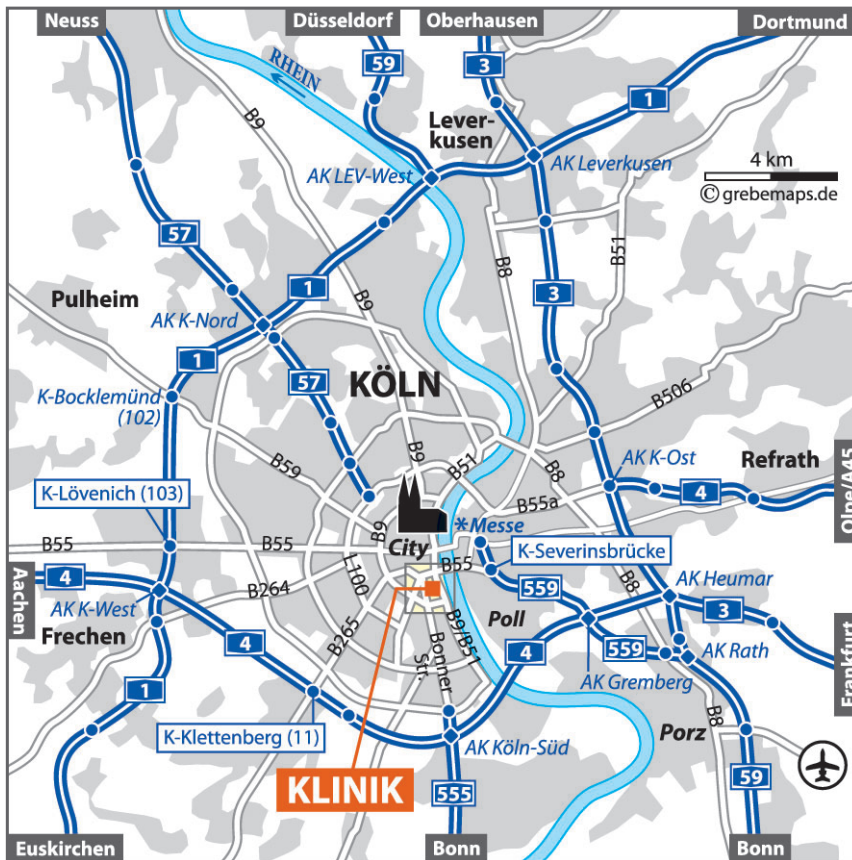 Neuss
Düsseldorf
Oberhausen
Dortmund
RHEIN
59
3
1
B9
Lever-
kusen
4 km
© grebemaps.de
AK LEV-West
AK Leverkusen
57
B51
B8
1
3
B9
Pulheim
AK K-Nord
1
57
KÖLN
K-Bocklemünd
(102)
B506
B9
B51
B59
B8
AK K-Ost
Refrath
Olpe/A45
K-Lövenich (103)
4
B55a
*Messe
B9
B55
B55
City
K-Severinsbrücke
B55
L100
Aachen
4
B264
559
B8
AK Heumar
AK K-West
3
Poll
Frechen
B265
B9/B51
4
4
559
AK Rath
Frankfurt
Bonner
Str.
AK Gremberg
1
B8
K-Klettenberg (11)
AK Köln-Süd
Porz
KLINIK
555
59
Euskirchen
Bonn
Bonn